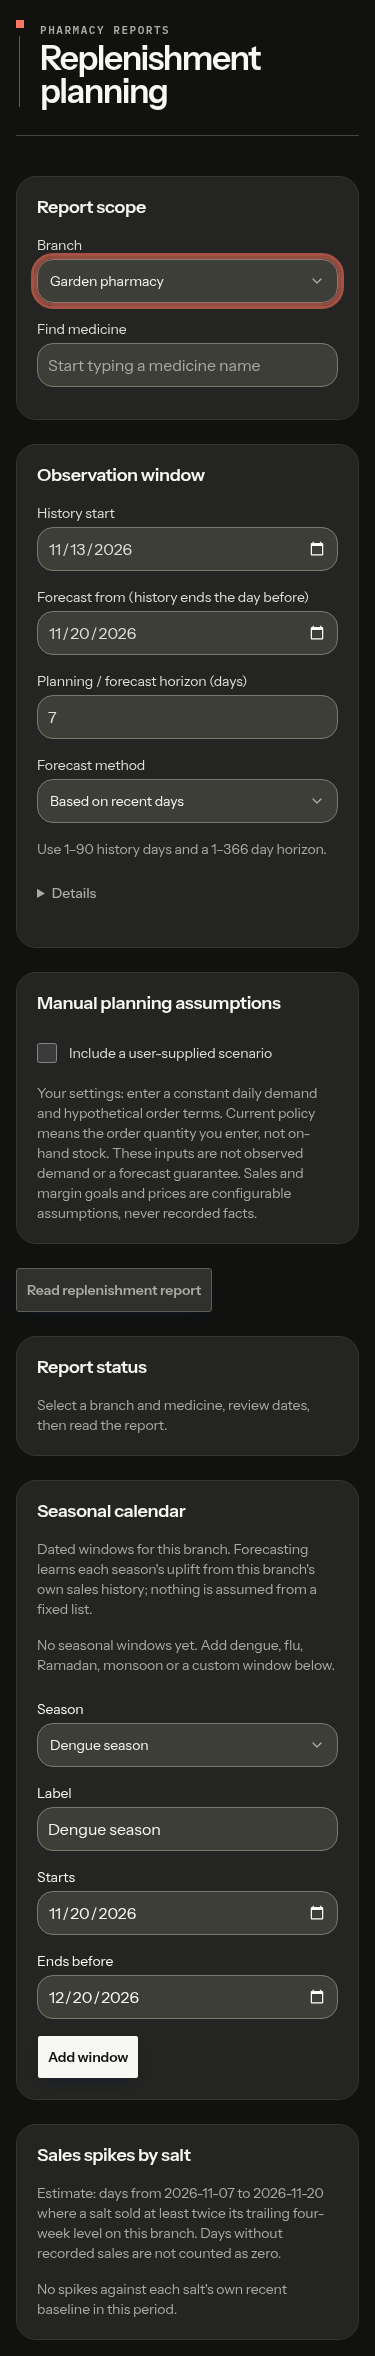 PHARMACY REPORTS
Replenishment
planning
Report scope
Branch
Garden pharmacy
Find medicine
Start typing a medicine name
Observation window
History start
11/13/2026
Forecast from (history ends the day before)
11/20/2026
Planning / forecast horizon (days)
7
Forecast method
Based on recent days
Use 1–90 history days and a 1–366 day horizon.
Details
Manual planning assumptions
Include a user-supplied scenario
Your settings: enter a constant daily demand
and hypothetical order terms. Current policy
means the order quantity you enter, not on-
hand stock. These inputs are not observed
demand or a forecast guarantee. Sales and
margin goals and prices are configurable
assumptions, never recorded facts.
Read replenishment report
Report status
Select a branch and medicine, review dates,
then read the report.
Seasonal calendar
Dated windows for this branch. Forecasting
learns each season's uplift from this branch's
own sales history; nothing is assumed from a
fixed list.
No seasonal windows yet. Add dengue, flu,
Ramadan, monsoon or a custom window below.
Season
Dengue season
Label
Dengue season
Starts
11/20/2026
Ends before
12/20/2026
Add window
Sales spikes by salt
Estimate: days from 2026-11-07 to 2026-11-20
where a salt sold at least twice its trailing four-
week level on this branch. Days without
recorded sales are not counted as zero.
No spikes against each salt's own recent
baseline in this period.